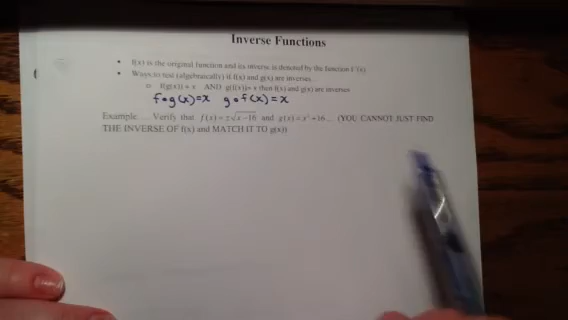 Inverse Functions
• f(x) is the original function and its inverse is denoted by the function f⁻¹(x)
• Ways to test (algebraically) if f(x) and g(x) are inverses...
o f(g(x)) = x AND g(f(x)) = x then f(x) and g(x) are inverses
f∘g(x)=x g∘f(x)=x
Example.... Verify that f(x)=±√x−16 and g(x)=x²+16... (YOU CANNOT JUST FIND
THE INVERSE OF f(x) and MATCH IT TO g(x))